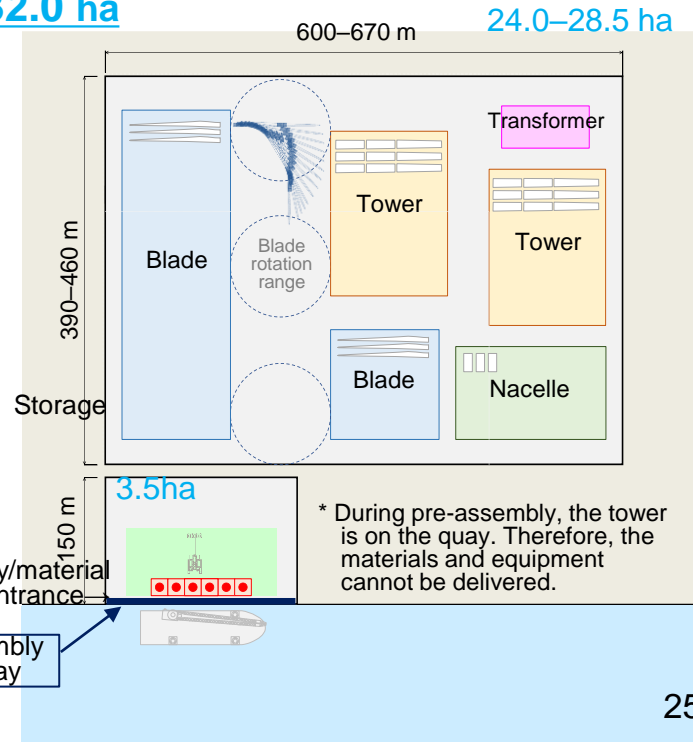 32.0 ha
600–670 m
24.0–28.5 ha
Transformer
Tower
Tower
Blade
Blade
rotation
range
390–460 m
Blade
Nacelle
Storage
3.5ha
150 m
* During pre-assembly, the tower
is on the quay. Therefore, the
materials and equipment
cannot be delivered.
y/material
ntrance
mbly
ay
25